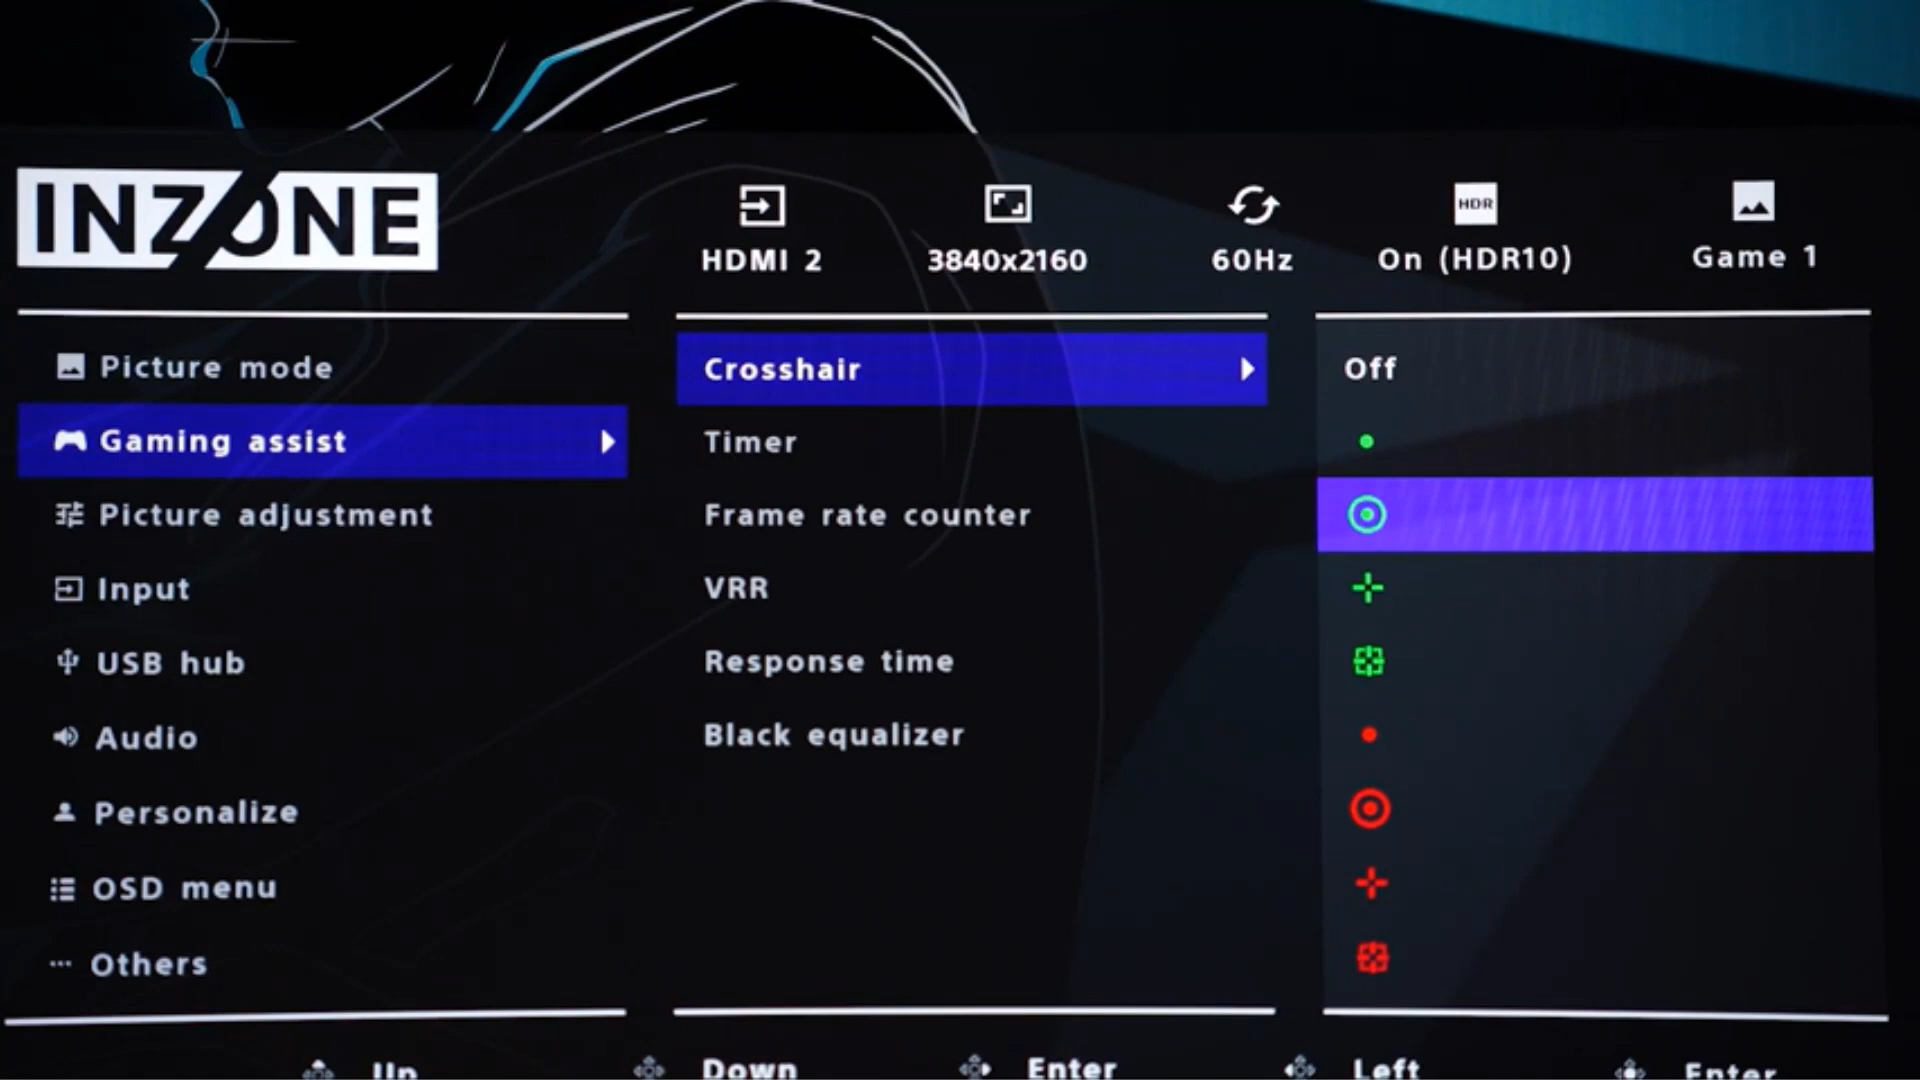 INZONE
HDMI 2
3840x2160
60Hz
HDR
On (HDR10)
Game 1
Picture mode
Gaming assist
Picture adjustment
Input
USB hub
Audio
Personalize
OSD menu
Others
Crosshair
Timer
Frame rate counter
VRR
Response time
Black equalizer
Off
Up
Down
Enter
Left
Enter